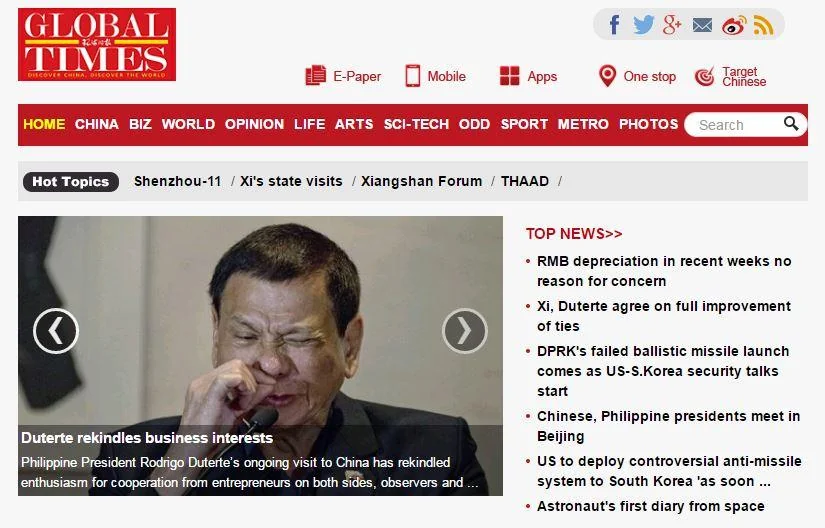 GLOBAL
TIMES
DISCOVER CHINA, DISCOVER THE WORLD
E-Paper
Mobile
Apps
One stop
Target
Chinese
HOME CHINA BIZ WORLD OPINION LIFE ARTS SCI-TECH ODD SPORT METRO PHOTOS Search
Hot Topics Shenzhou-11 / Xi's state visits / Xiangshan Forum / THAAD /
Duterte rekindles business interests
Philippine President Rodrigo Duterte's ongoing visit to China has rekindled
enthusiasm for cooperation from entrepreneurs on both sides, observers and ...
TOP NEWS>>
• RMB depreciation in recent weeks no
reason for concern
• Xi, Duterte agree on full improvement
of ties
• DPRK's failed ballistic missile launch
comes as US-S.Korea security talks
start
• Chinese, Philippine presidents meet in
Beijing
• US to deploy controversial anti-missile
system to South Korea 'as soon ...
• Astronaut's first diary from space